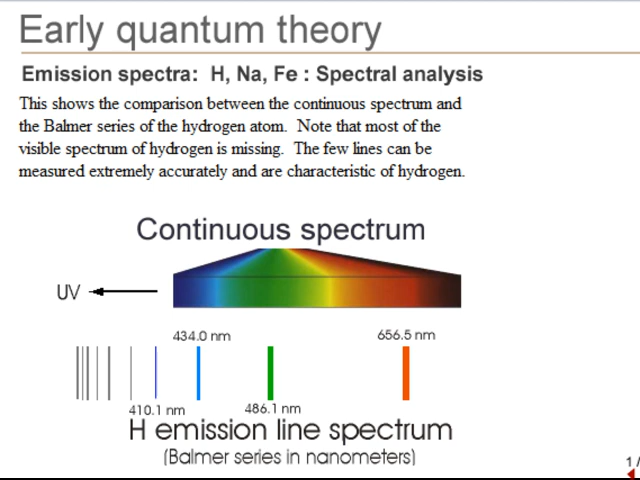 Early quantum theory
Emission spectra: H, Na, Fe : Spectral analysis
This shows the comparison between the continuous spectrum and
the Balmer series of the hydrogen atom. Note that most of the
visible spectrum of hydrogen is missing. The few lines can be
measured extremely accurately and are characteristic of hydrogen.
Continuous spectrum
UV
434.0 nm 656.5 nm
410.1 nm 486.1 nm
H emission line spectrum
(Balmer series in nanometers)
1 /